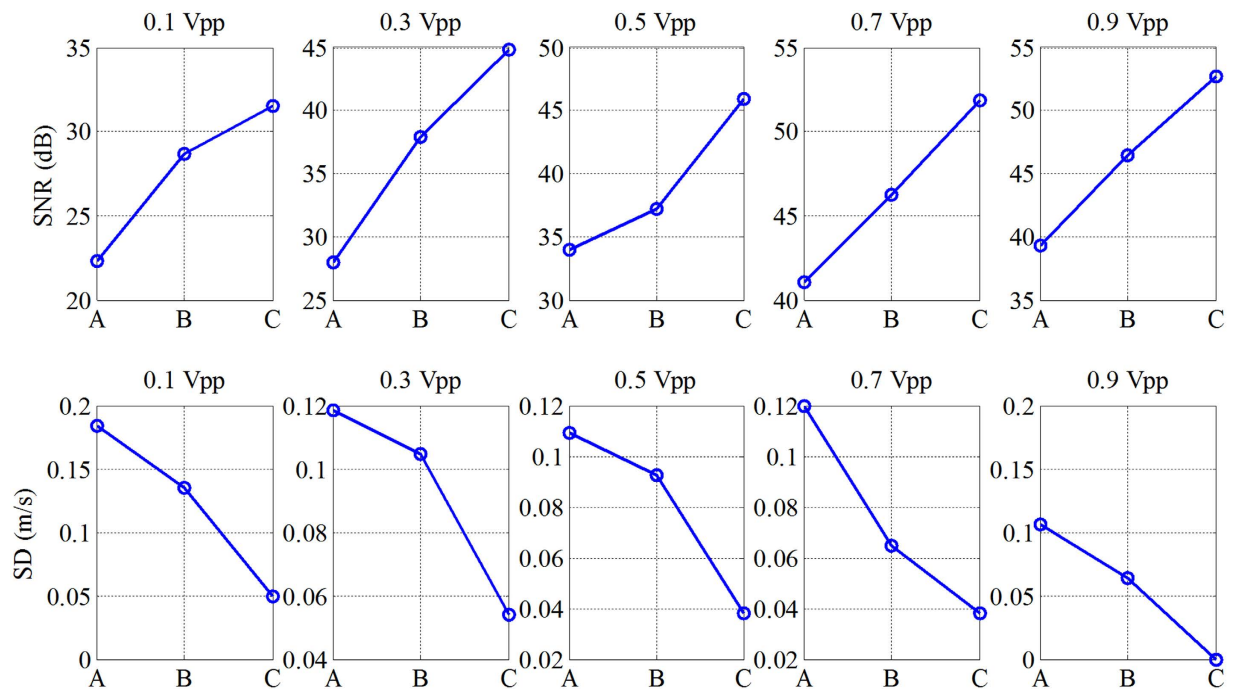 0.1 Vpp 0.3 Vpp 0.5 Vpp 0.7 Vpp 0.9 Vpp
SNR (dB)
35 30 25 20
A B C
45 40 35 30 25
A B C
50 45 40 35 30
A B C
55 50 45 40
A B C
55 50 45 40 35
A B C
0.1 Vpp 0.3 Vpp 0.5 Vpp 0.7 Vpp 0.9 Vpp
SD (m/s)
0.2 0.15 0.1 0.05 0
A B C
0.12 0.1 0.08 0.06 0.04
A B C
0.12 0.1 0.08 0.06 0.04 0.02
A B C
0.12 0.1 0.08 0.06 0.04 0.02
A B C
0.2 0.15 0.1 0.05 0
A B C